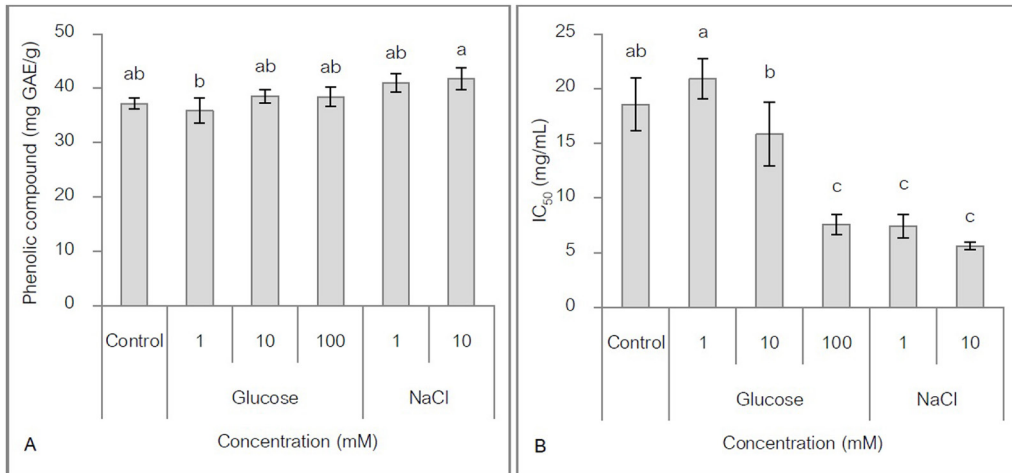 Phenolic compound (mg GAE/g)
50
40
30
20
10
0
ab
b
ab
ab
ab
a
Control
1
10
100
1
10
Glucose
NaCl
Concentration (mM)
A
IC50 (mg/mL)
25
20
15
10
5
0
ab
a
b
c
c
c
Control
1
10
100
1
10
Glucose
NaCl
Concentration (mM)
B